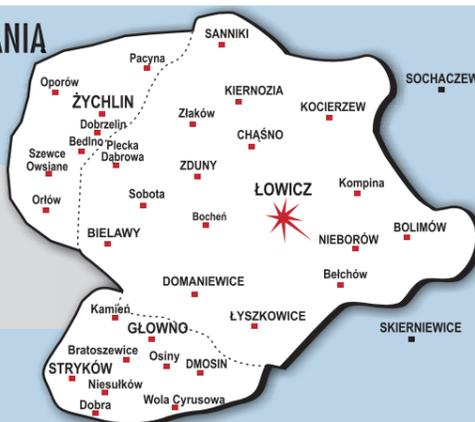 ANIA
SANNIKI
Pacyna
Oporów
ŻYCHLIN
KIERNOZIA
SOCHACZEW
KOCIERZEW
Złaków
Dobrzelin
CHĄŚNO
Bedlno
Plecka
Dąbrowa
Szewce
Owsiane
ZDUNY
ŁOWICZ
Kompina
Orłów
Sobota
Bocheń
BOLIMÓW
BIELAWY
NIEBORÓW
Bełchów
DOMANIEWICE
Kamień
ŁYSZKOWICE
GŁOWNO
SKIERNIEWICE
Bratoszewice
Osiny
DMOSIN
STRYKÓW
Niesułków
Dobra
Wola Cyrusowa